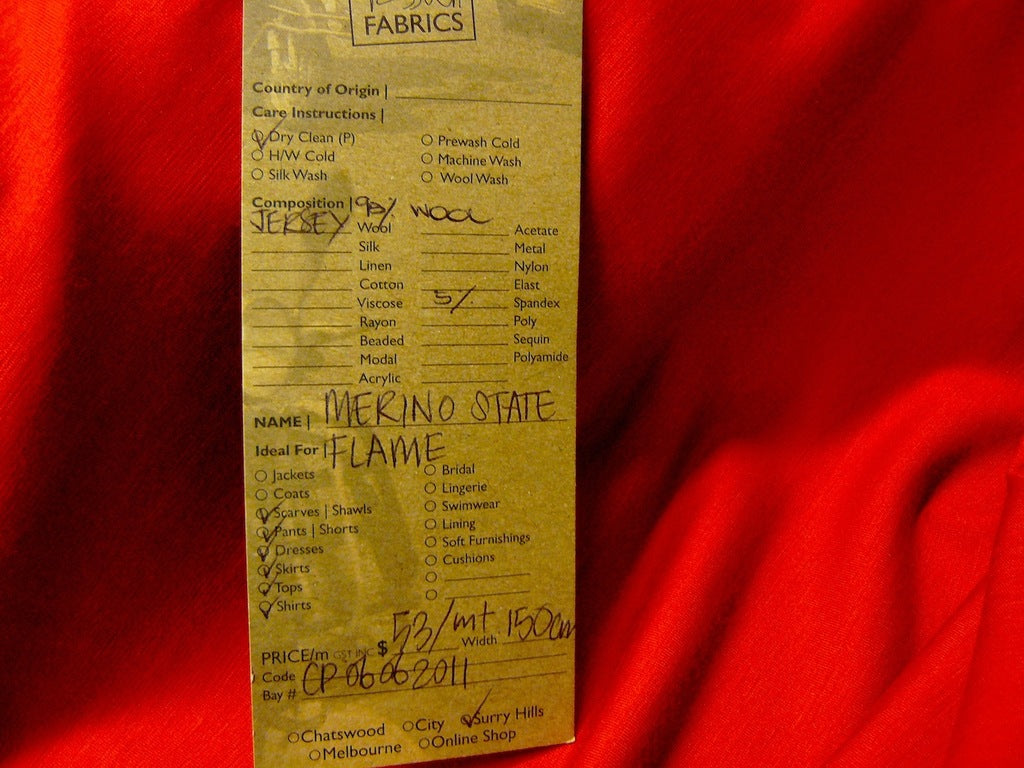 FABRICS
Country of Origin |
Care Instructions |
Dry Clean (P) Prewash Cold
H/W Cold Machine Wash
Silk Wash Wool Wash
Composition | WOOL
JERSEY Wool Acetate
Silk Metal
Linen Nylon
Cotton Elast
Viscose 5% Spandex
Rayon Poly
Beaded Sequin
Modal Polyamide
Acrylic
NAME | MERINO STATE
Ideal For | FLAME
Jackets Bridal
Coats Lingerie
Scarves | Shawls Swimwear
Pants | Shorts Lining
Dresses Soft Furnishings
Skirts Cushions
Tops
Shirts
PRICE/m GST INC $ 53/mt Width 150cm
Code CP 06062011
Bay #
Chatswood City Surry Hills
Melbourne Online Shop